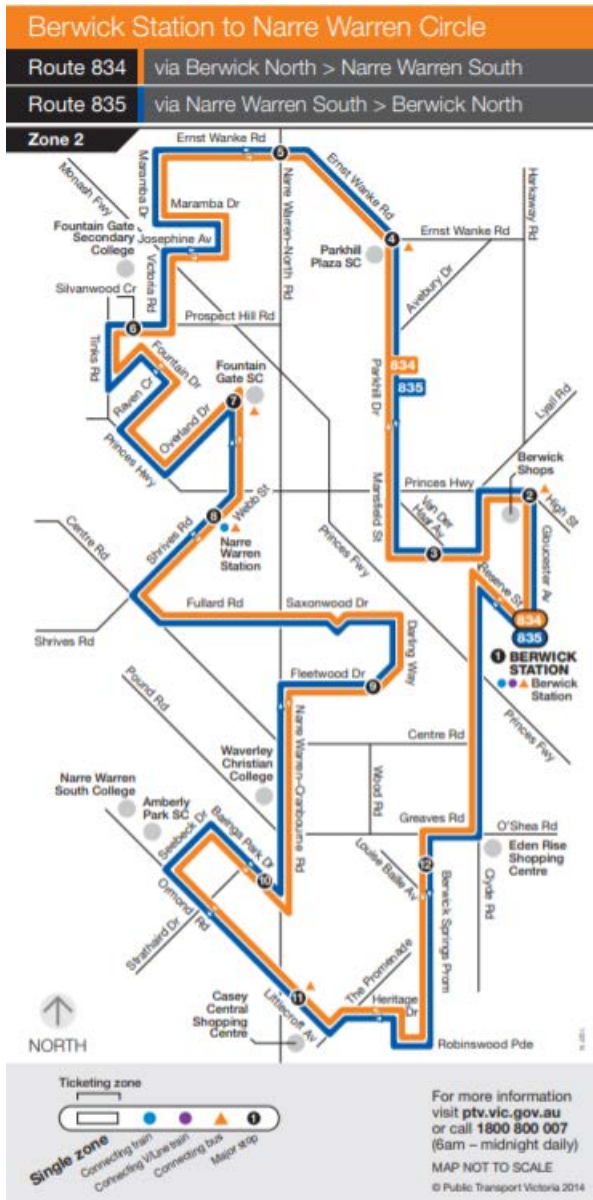 Berwick Station to Narre Warren Circle
Route 834 via Berwick North > Narre Warren South
Route 835 via Narre Warren South > Berwick North
Zone 2
Ernst Wanke Rd
5
Monash Fwy
Maramba Dr
Maramba Dr
Narre Warren-North Rd
Ernst Wanke Rd
Harkaway Rd
Fountain Gate
Secondary
College
Josephine Av
4
Ernst Wanke Rd
Parkhill
Plaza SC
Avebury Dr
Silvanwood Cr
Victoria Rd
Prospect Hill Rd
6
Tinks Rd
Fountain Dr
Raven Cr
Fountain
Gate SC
7
Overland Dr
Princes Hwy
834
835
Parkhill Dr
Lyall Rd
Berwick
Shops
Princes Hwy
2
High St
Mansfield St
Van Der
Haar Av
3
Gloucester Av
Reserve St
Webb St
8
Narre
Warren
Station
Shrives Rd
Centre Rd
Princes Fwy
834
835
1 BERWICK
STATION
Berwick
Station
Shrives Rd
Fullard Rd
Saxonwood Dr
Darling Way
Fleetwood Dr
9
Princes Fwy
Pound Rd
Centre Rd
Narre Warren-Cranbourne Rd
Waverley
Christian
College
Wood Rd
Narre Warren
South College
Amberly
Park SC
Seebeck Dr
Bainga Park Dr
10
Greaves Rd
O'Shea Rd
Eden Rise
Shopping
Centre
12
Louise Baille Av
Berwick Springs Prom
Clyde Rd
Ormond Rd
Strathaird Dr
The Promenade
11
Littlecroft Av
Casey
Central
Shopping
Centre
Heritage
Dr
Robinswood Pde
NORTH
Ticketing zone
1
Single zone
Connecting train
Connecting V/Line train
Connecting bus
Major stop
For more information
visit ptv.vic.gov.au
or call 1800 800 007
(6am – midnight daily)
MAP NOT TO SCALE
© Public Transport Victoria 2014